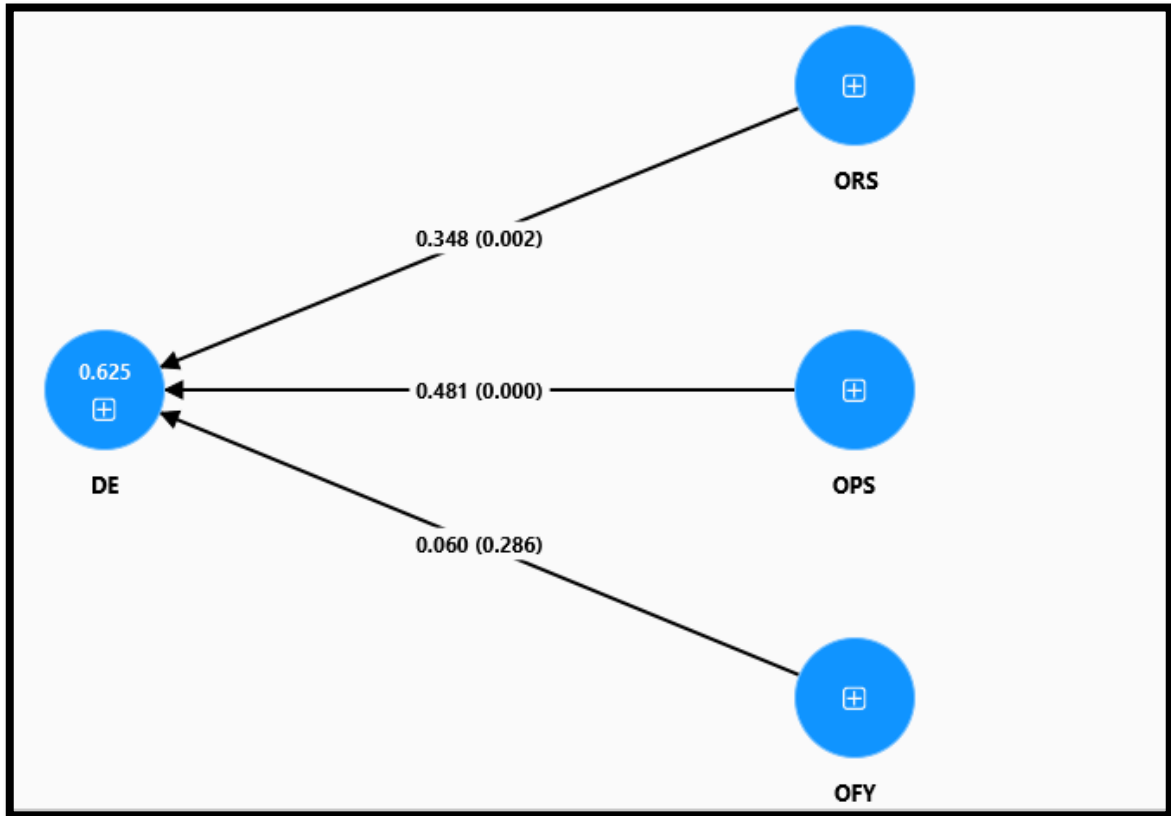 ORS
0.348 (0.002)
0.625
DE
0.481 (0.000)
OPS
0.060 (0.286)
OFY